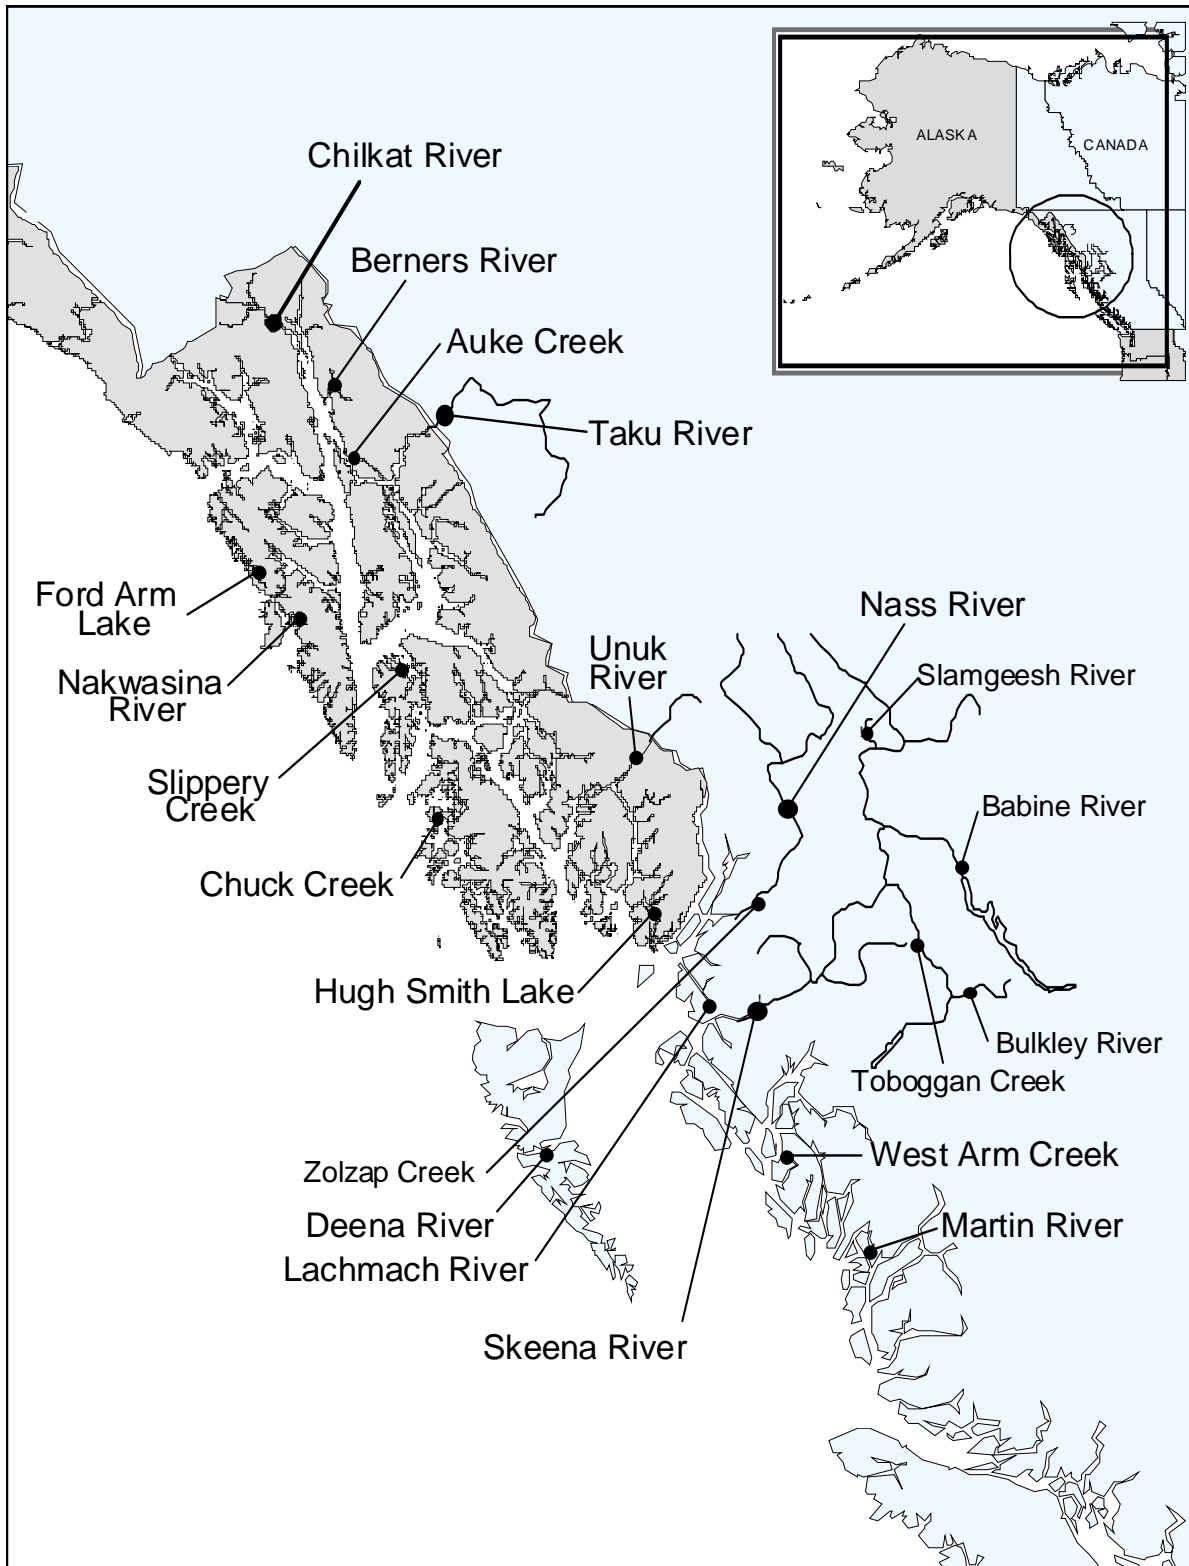 ALASKA
CANADA
Chilkat River
Berners River
Auke Creek
Taku River
Ford Arm
Lake
Nass River
Unuk
River
Slamgeesh River
Nakwasina
River
Slippery
Creek
Babine River
Chuck Creek
Hugh Smith Lake
Bulkley River
Toboggan Creek
West Arm Creek
Zolzap Creek
Deena River
Martin River
Lachmach River
Skeena River